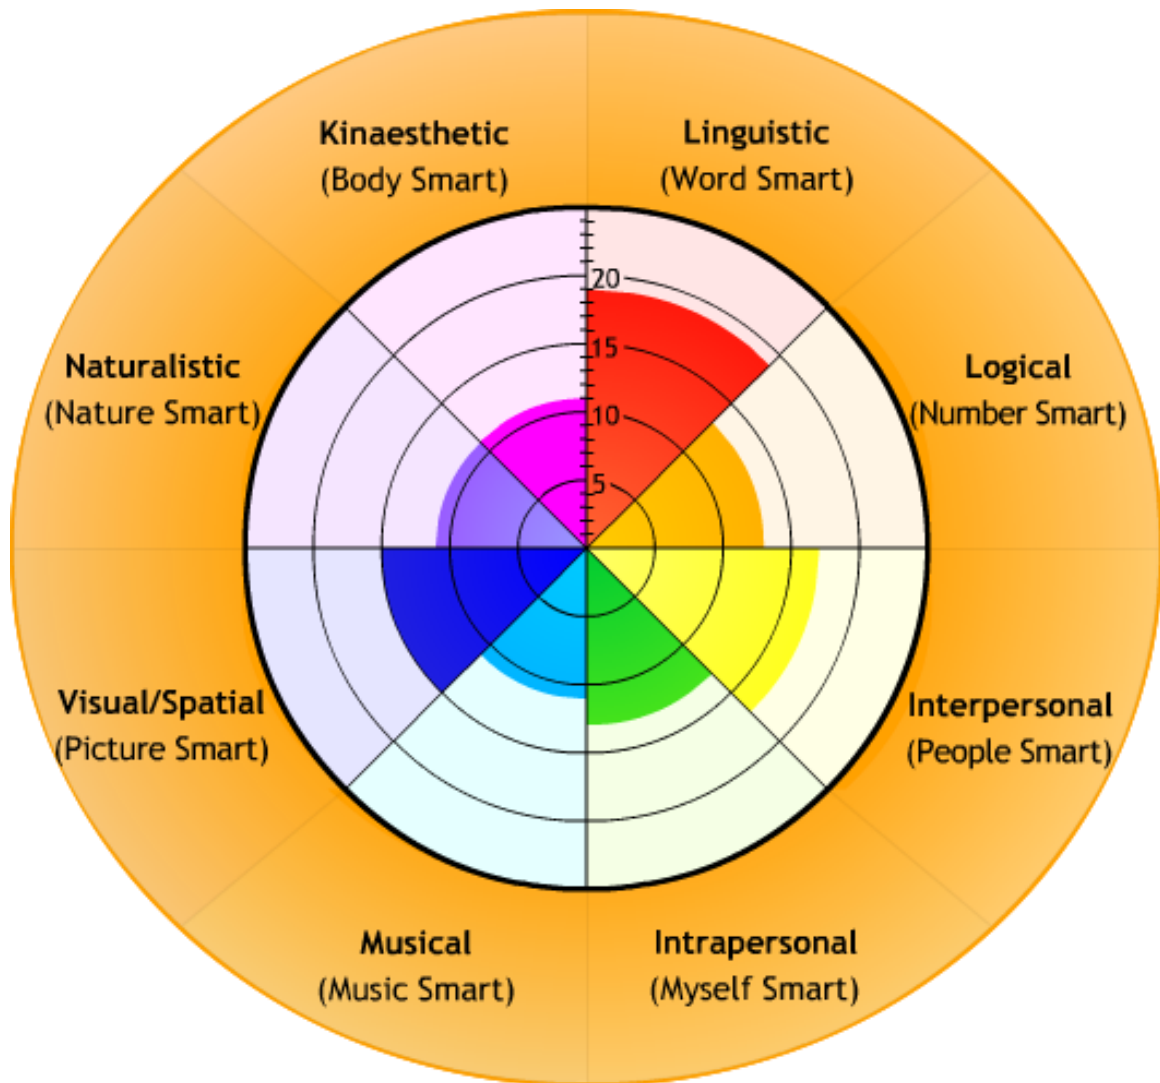 Kinaesthetic
(Body Smart)
Linguistic
(Word Smart)
Naturalistic
(Nature Smart)
Logical
(Number Smart)
20
15
10
5
Visual/Spatial
(Picture Smart)
Interpersonal
(People Smart)
Musical
(Music Smart)
Intrapersonal
(Myself Smart)